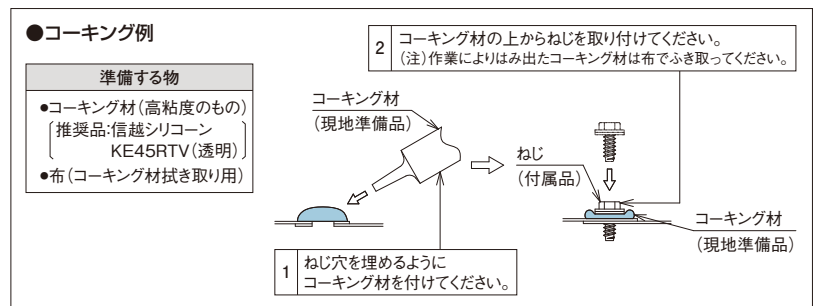 ●コーキング例
準備する物
●コーキング材（高粘度のもの）
推奨品：信越シリコーン
KE45RTV（透明）
●布（コーキング材拭き取り用）
コーキング材
（現地準備品）
1 ねじ穴を埋めるように
コーキング材を付けてください。
2 コーキング材の上からねじを取り付けてください。
（注）作業によりはみ出たコーキング材は布でふき取ってください。
ねじ
（付属品）
コーキング材
（現地準備品）